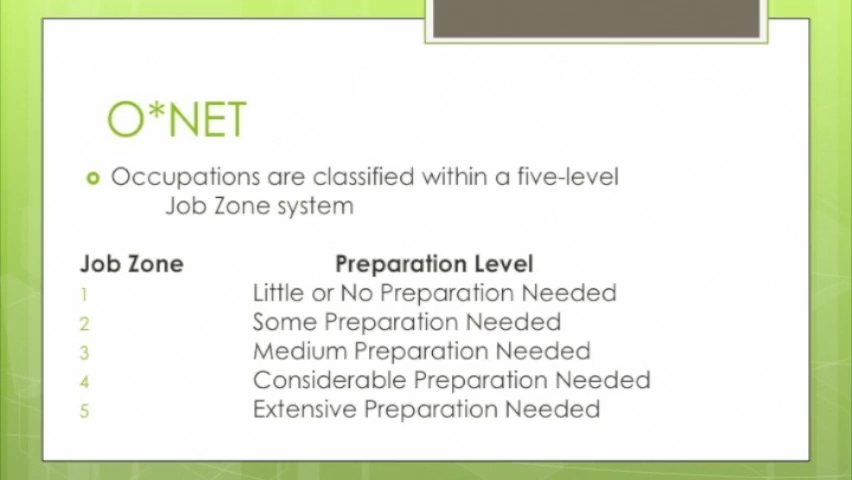 O*NET
Occupations are classified within a five-level
Job Zone system
Job Zone Preparation Level
1 Little or No Preparation Needed
2 Some Preparation Needed
3 Medium Preparation Needed
4 Considerable Preparation Needed
5 Extensive Preparation Needed